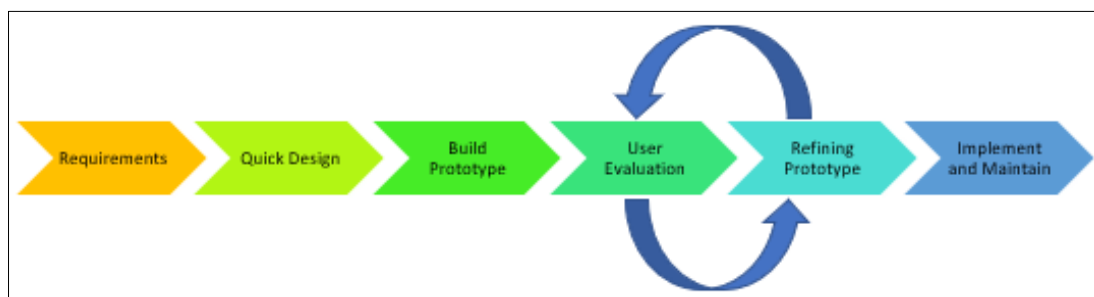 Requirements
Quick Design
Build
Prototype
User
Evaluation
Refining
Prototype
Implement
and Maintain